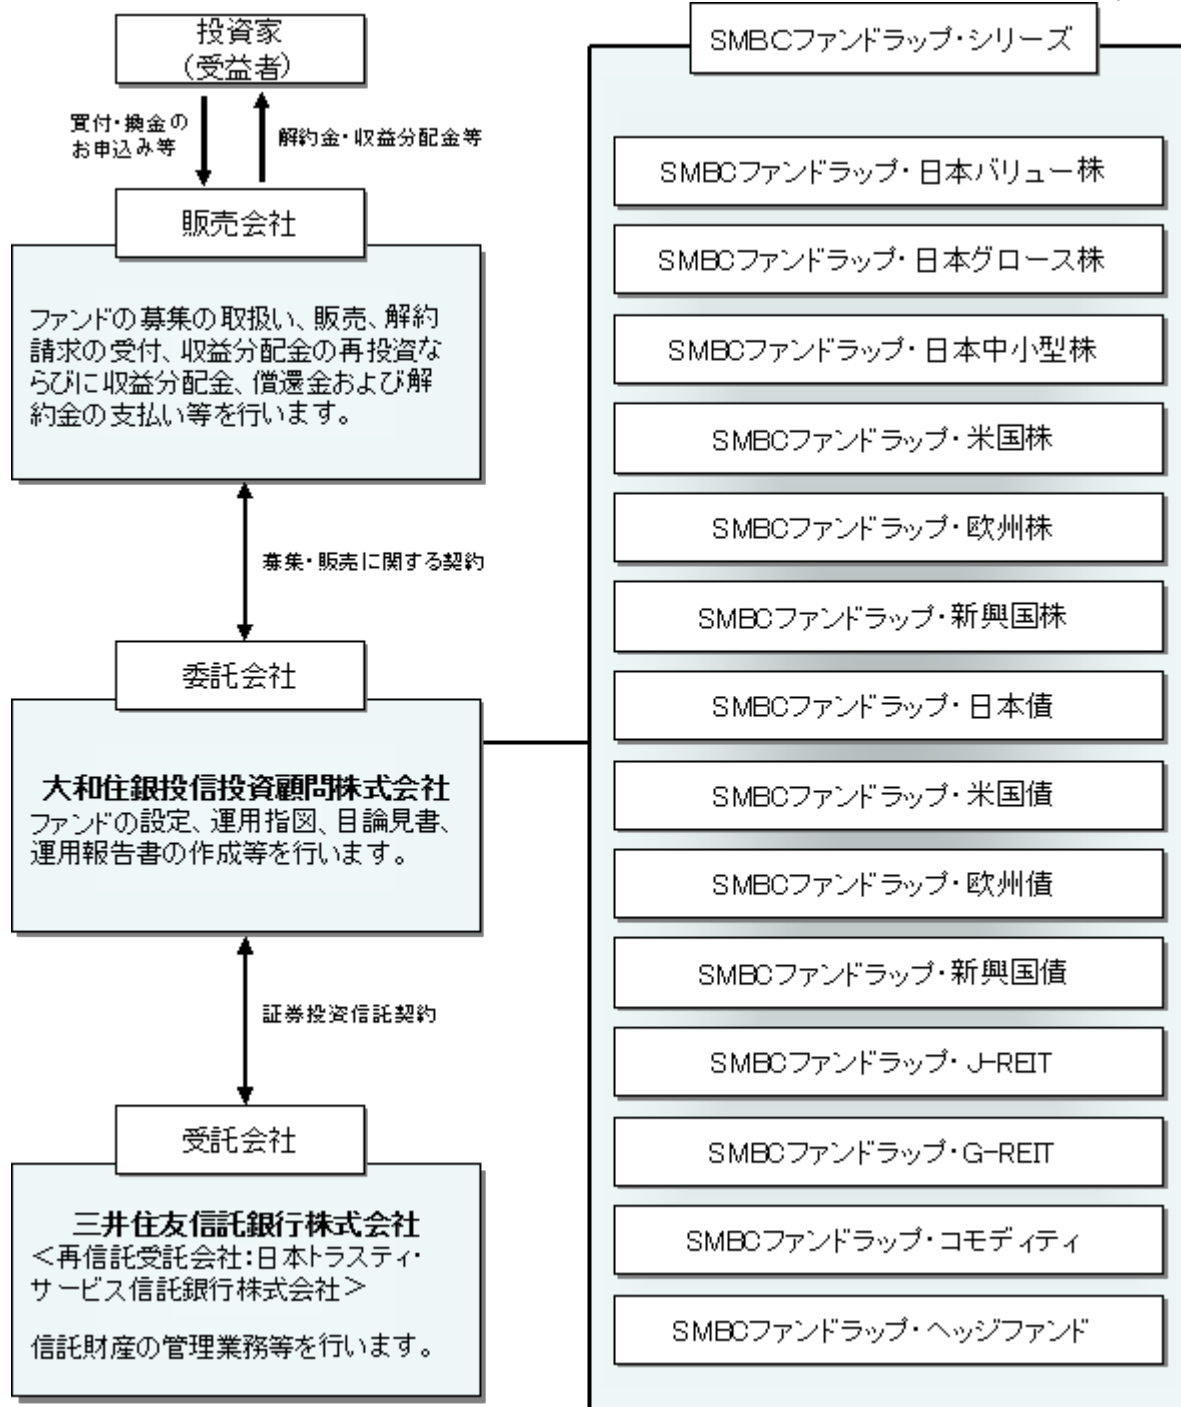 投資家
(受益者)
買付・換金の
お申込み等
解約金・収益分配金等
販売会社
ファンドの募集の取扱い、販売、解約
請求の受付、収益分配金の再投資な
らびに収益分配金、償還金および解
約金の支払い等を行います。
募集・販売に関する契約
委託会社
大和住銀投信投資顧問株式会社
ファンドの設定、運用指図、目論見書、
運用報告書の作成等を行います。
証券投資信託契約
受託会社
三井住友信託銀行株式会社
<再信託受託会社:日本トラスティ・
サービス信託銀行株式会社>
信託財産の管理業務等を行います。
SMBCファンドラップ・シリーズ
SMBCファンドラップ・日本バリュー株
SMBCファンドラップ・日本グロース株
SMBCファンドラップ・日本中小型株
SMBCファンドラップ・米国株
SMBCファンドラップ・欧州株
SMBCファンドラップ・新興国株
SMBCファンドラップ・日本債
SMBCファンドラップ・米国債
SMBCファンドラップ・欧州債
SMBCファンドラップ・新興国債
SMBCファンドラップ・J-REIT
SMBCファンドラップ・G-REIT
SMBCファンドラップ・コモディティ
SMBCファンドラップ・ヘッジファンド